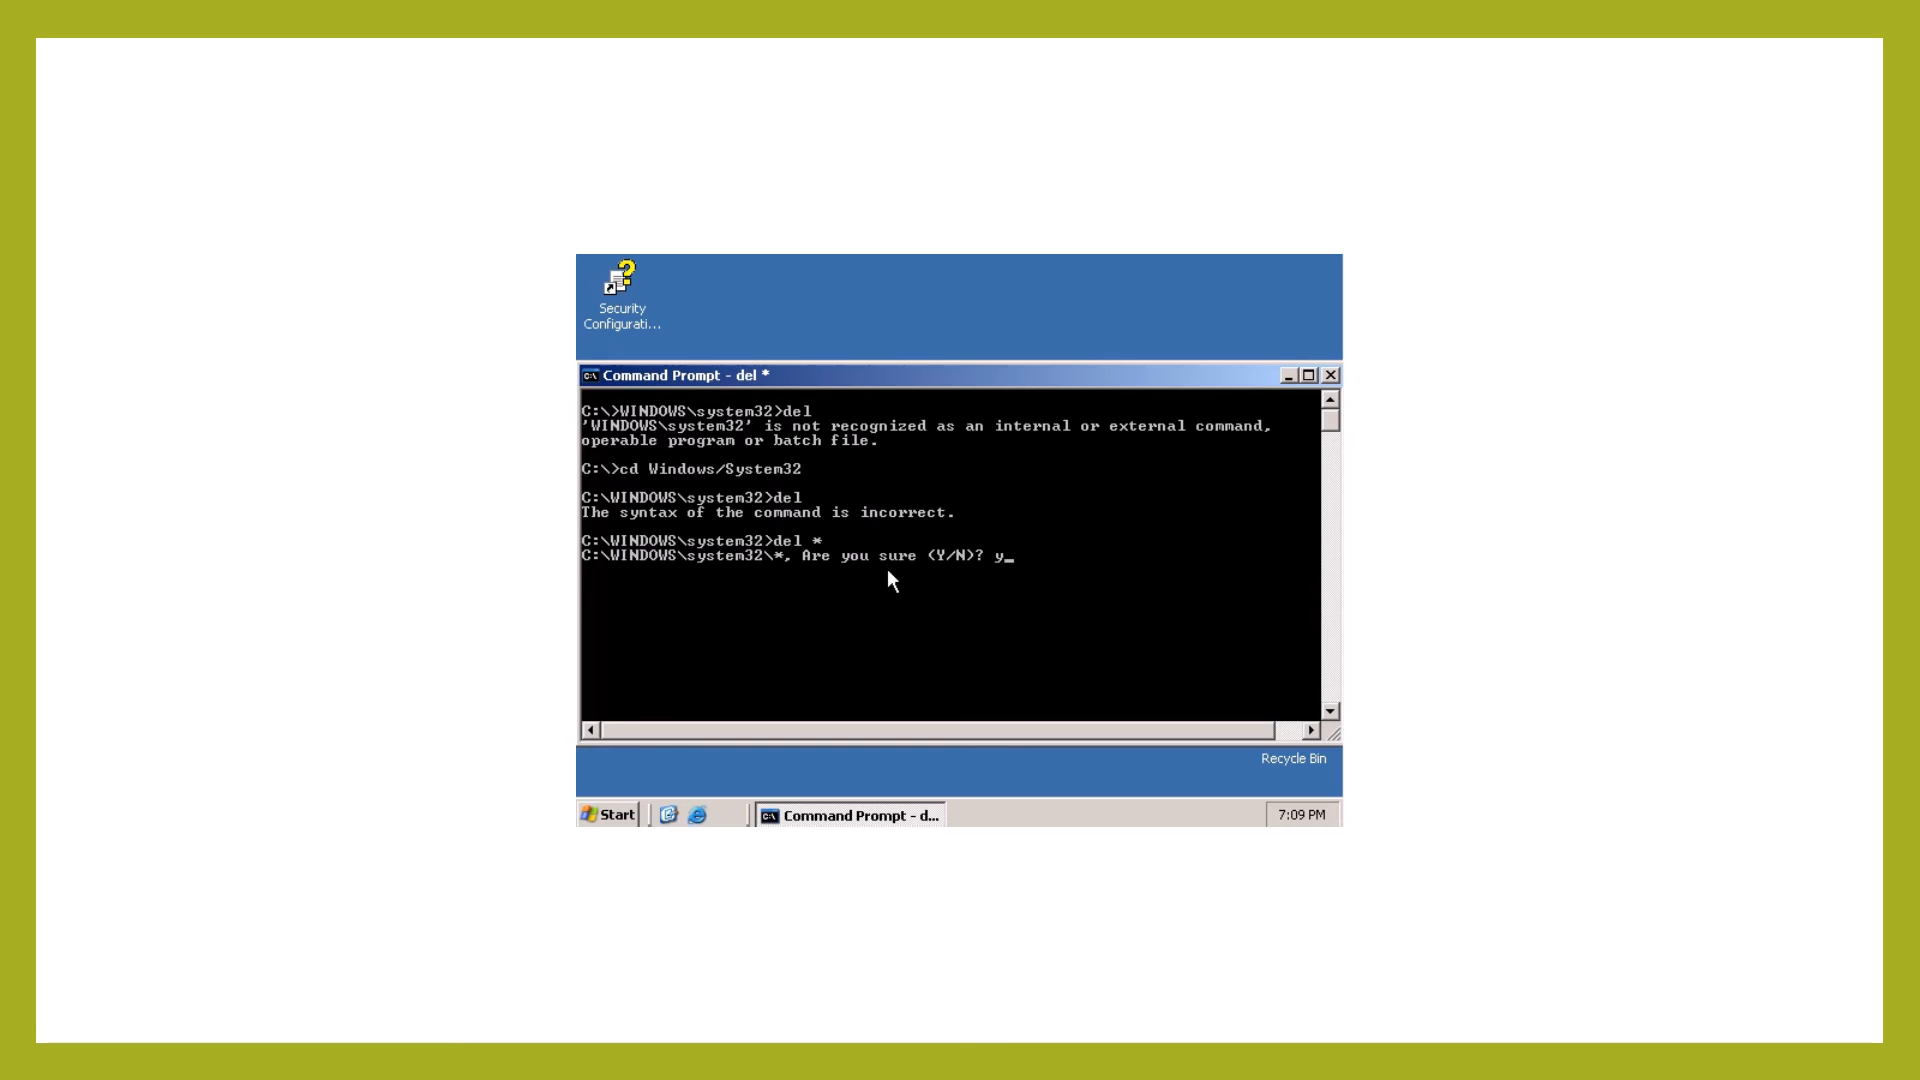 Security
Configurati...
Command Prompt - del *
C:\>WINDOWS\system32>del
'WINDOWS\system32' is not recognized as an internal or external command,
operable program or batch file.
C:\>cd Windows/System32
C:\WINDOWS\system32>del
The syntax of the command is incorrect.
C:\WINDOWS\system32>del *
C:\WINDOWS\system32\*, Are you sure (Y/N)? y_
Recycle Bin
Start
Command Prompt - d...
7:09 PM